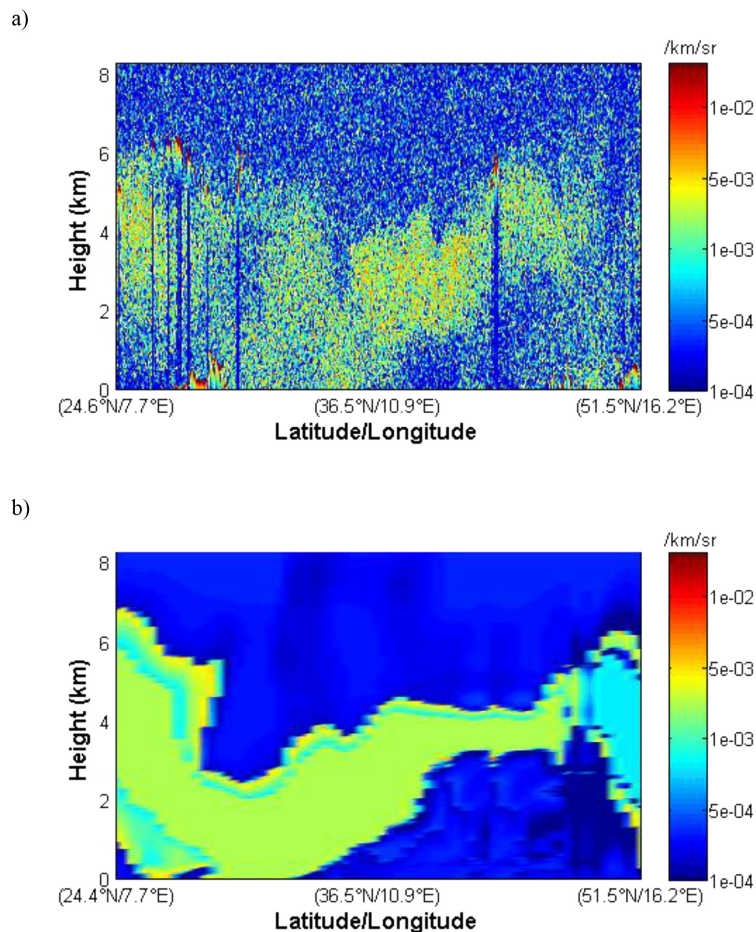 a)
/km/sr
8
6
4
2
0
Height (km)
1e-02
5e-03
1e-03
5e-04
1e-04
(24.6°N/7.7°E) (36.5°N/10.9°E) (51.5°N/16.2°E)
Latitude/Longitude
b)
/km/sr
8
6
4
2
0
Height (km)
1e-02
5e-03
1e-03
5e-04
1e-04
(24.4°N/7.7°E) (36.5°N/10.9°E) (51.5°N/16.2°E)
Latitude/Longitude